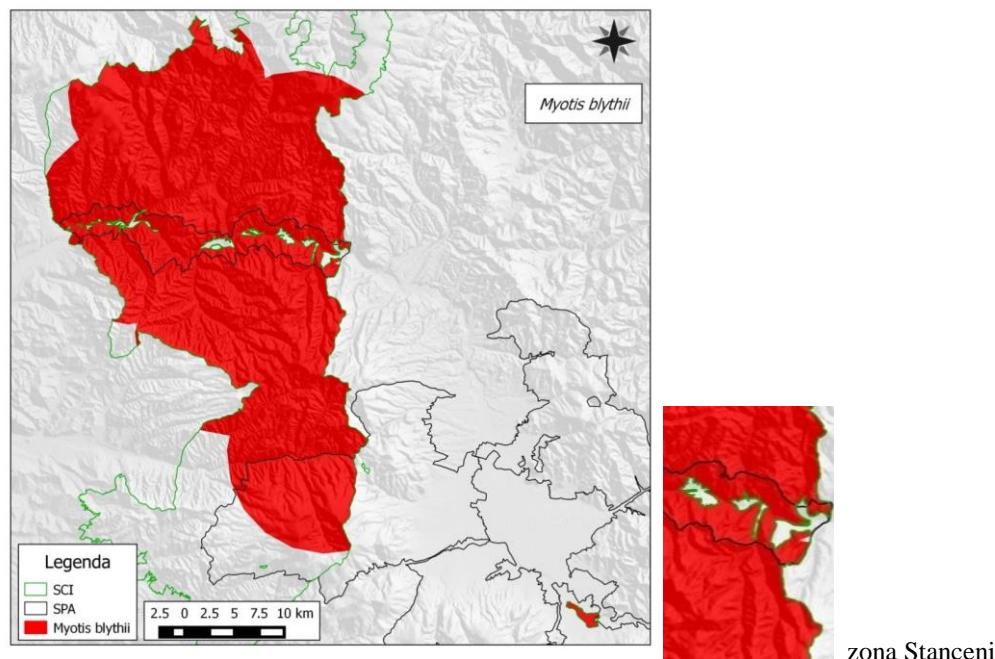 Myotis blythii
Legenda
SCI
SPA
Myotis blythii
2.5 0 2.5 5 7.5 10 km
zona Stanceni